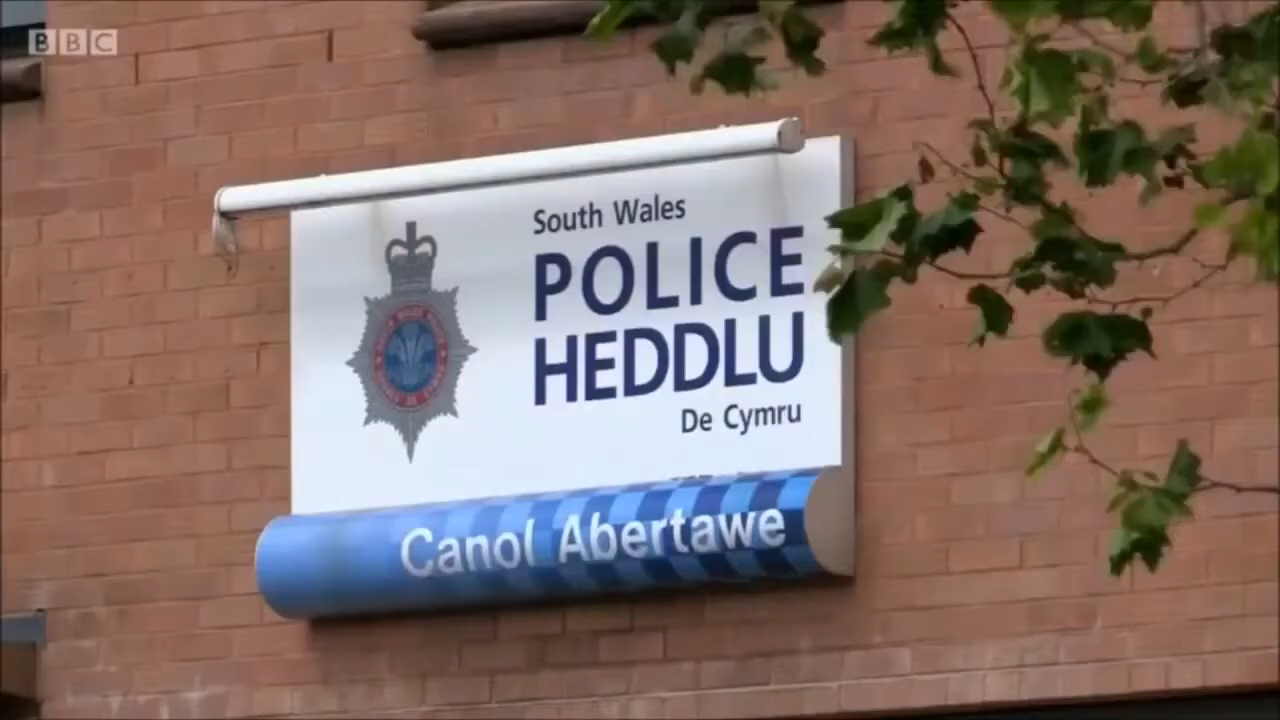 BBC
South Wales
POLICE
HEDDLU
De Cymru
Canol Abertawe